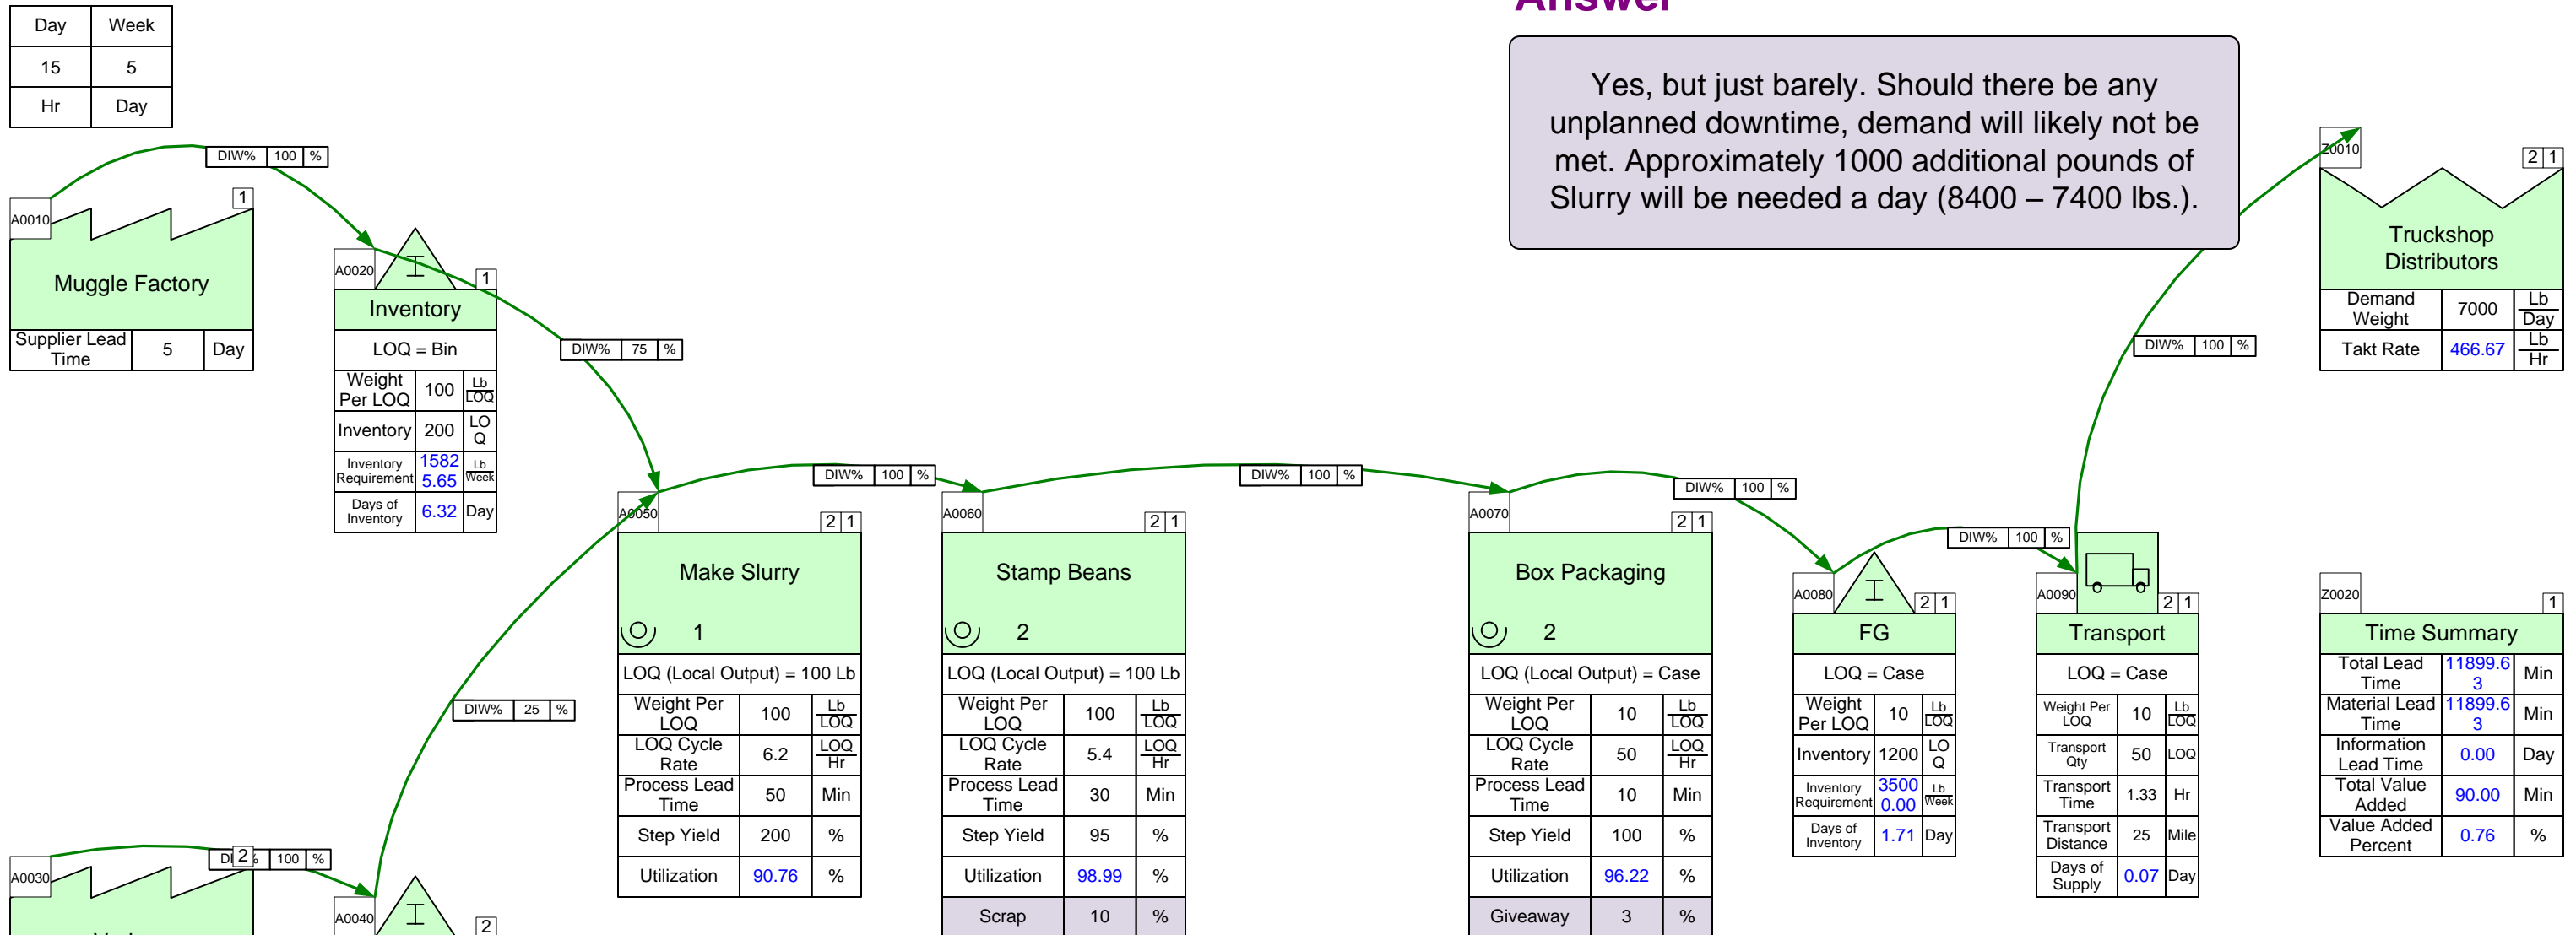 Answer
Day Week
15 5
Hr Day
Yes, but just barely. Should there be any
unplanned downtime, demand will likely not be
met. Approximately 1000 additional pounds of
Slurry will be needed a day (8400 – 7400 lbs.).
DIW% 100 %
A0010
1
Muggle Factory
Supplier Lead
Time
5
Day
A0020
I
1
Inventory
LOQ = Bin
Weight
Per LOQ
100
Lb
LOQ
Inventory
200
LO
Q
Inventory
Requirement
1582
5.65
Lb
Week
Days of
Inventory
6.32
Day
DIW% 75 %
Z0010
2 1
Truckshop
Distributors
Demand
Weight
7000
Lb
Day
Takt Rate
466.67
Lb
Hr
DIW% 100 %
DIW% 100 %
DIW% 100 %
DIW% 100 %
DIW% 100 %
DIW% 25 %
A0050
2 1
Make Slurry
1
LOQ (Local Output) = 100 Lb
Weight Per
LOQ
100
Lb
LOQ
LOQ Cycle
Rate
6.2
LOQ
Hr
Process Lead
Time
50
Min
Step Yield
200
%
Utilization
90.76
%
A0060
2 1
Stamp Beans
2
LOQ (Local Output) = 100 Lb
Weight Per
LOQ
100
Lb
LOQ
LOQ Cycle
Rate
5.4
LOQ
Hr
Process Lead
Time
30
Min
Step Yield
95
%
Utilization
98.99
%
Scrap
10
%
A0070
2 1
Box Packaging
2
LOQ (Local Output) = Case
Weight Per
LOQ
10
Lb
LOQ
LOQ Cycle
Rate
50
LOQ
Hr
Process Lead
Time
10
Min
Step Yield
100
%
Utilization
96.22
%
Giveaway
3
%
A0080
I
2 1
FG
LOQ = Case
Weight
Per LOQ
10
Lb
LOQ
Inventory
1200
LO
Q
Inventory
Requirement
3500
0.00
Lb
Week
Days of
Inventory
1.71
Day
A0090
2 1
Transport
LOQ = Case
Weight Per
LOQ
10
Lb
LOQ
Transport
Qty
50
LOQ
Transport
Time
1.33
Hr
Transport
Distance
25
Mile
Days of
Supply
0.07
Day
Z0020
1
Time Summary
Total Lead
Time
11899.6
3
Min
Material Lead
Time
11899.6
3
Min
Information
Lead Time
0.00
Day
Total Value
Added
90.00
Min
Value Added
Percent
0.76
%
A0030
2
100 %
A0040
I
2